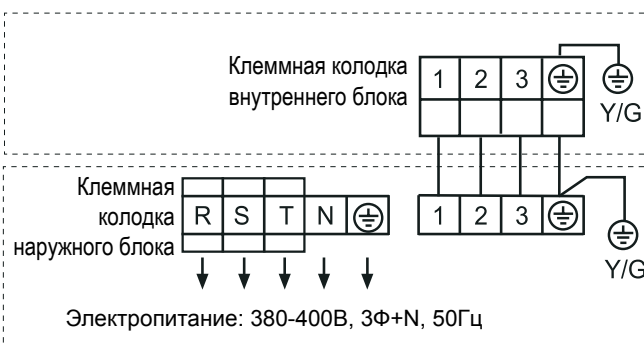 Клеммная колодка
внутреннего блока
1 2 3
Y/G
Клеммная
колодка
наружного блока
R S T N
1 2 3
Y/G
Электропитание: 380-400В, 3Ф+N, 50Гц